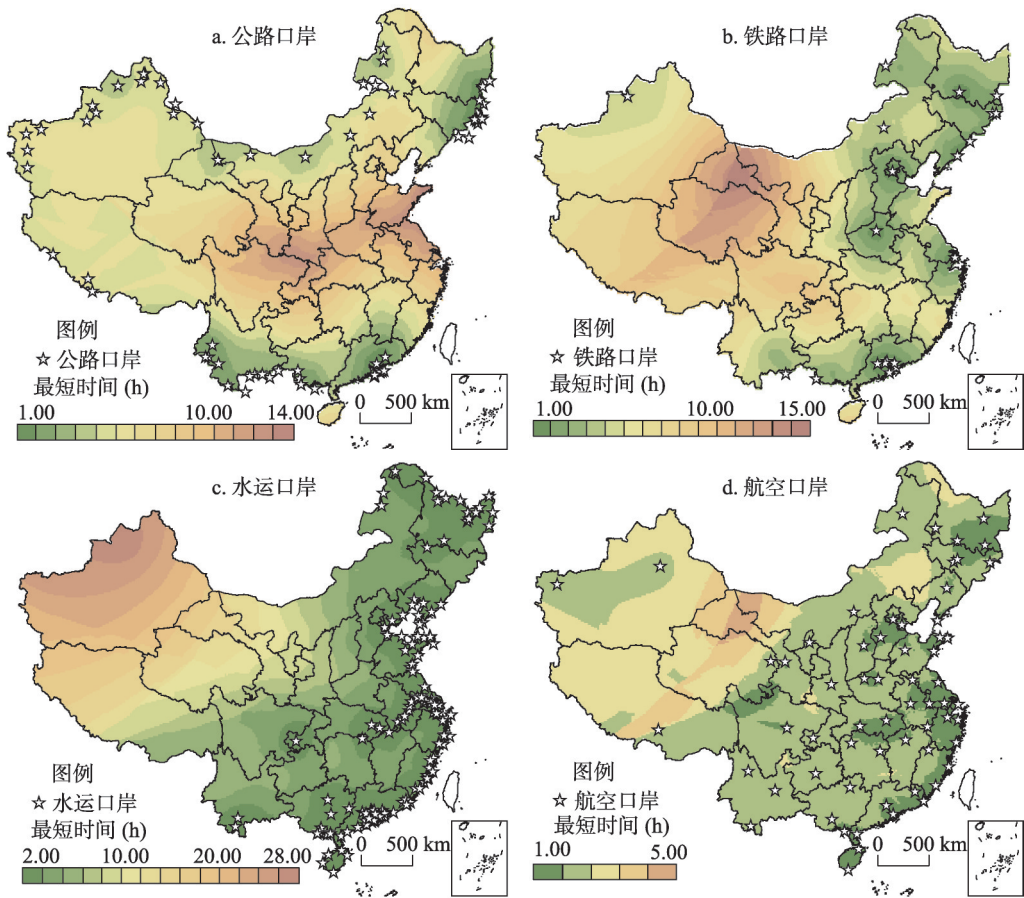 a. 公路口岸
图例
☆ 公路口岸
最短时间 (h)
1.00 10.00 14.00
0 500 km
b. 铁路口岸
图例
☆ 铁路口岸
最短时间 (h)
1.00 10.00 15.00
0 500 km
c. 水运口岸
图例
☆ 水运口岸
最短时间 (h)
2.00 10.00 20.00 28.00
0 500 km
d. 航空口岸
图例
☆ 航空口岸
最短时间 (h)
1.00 5.00
0 500 km